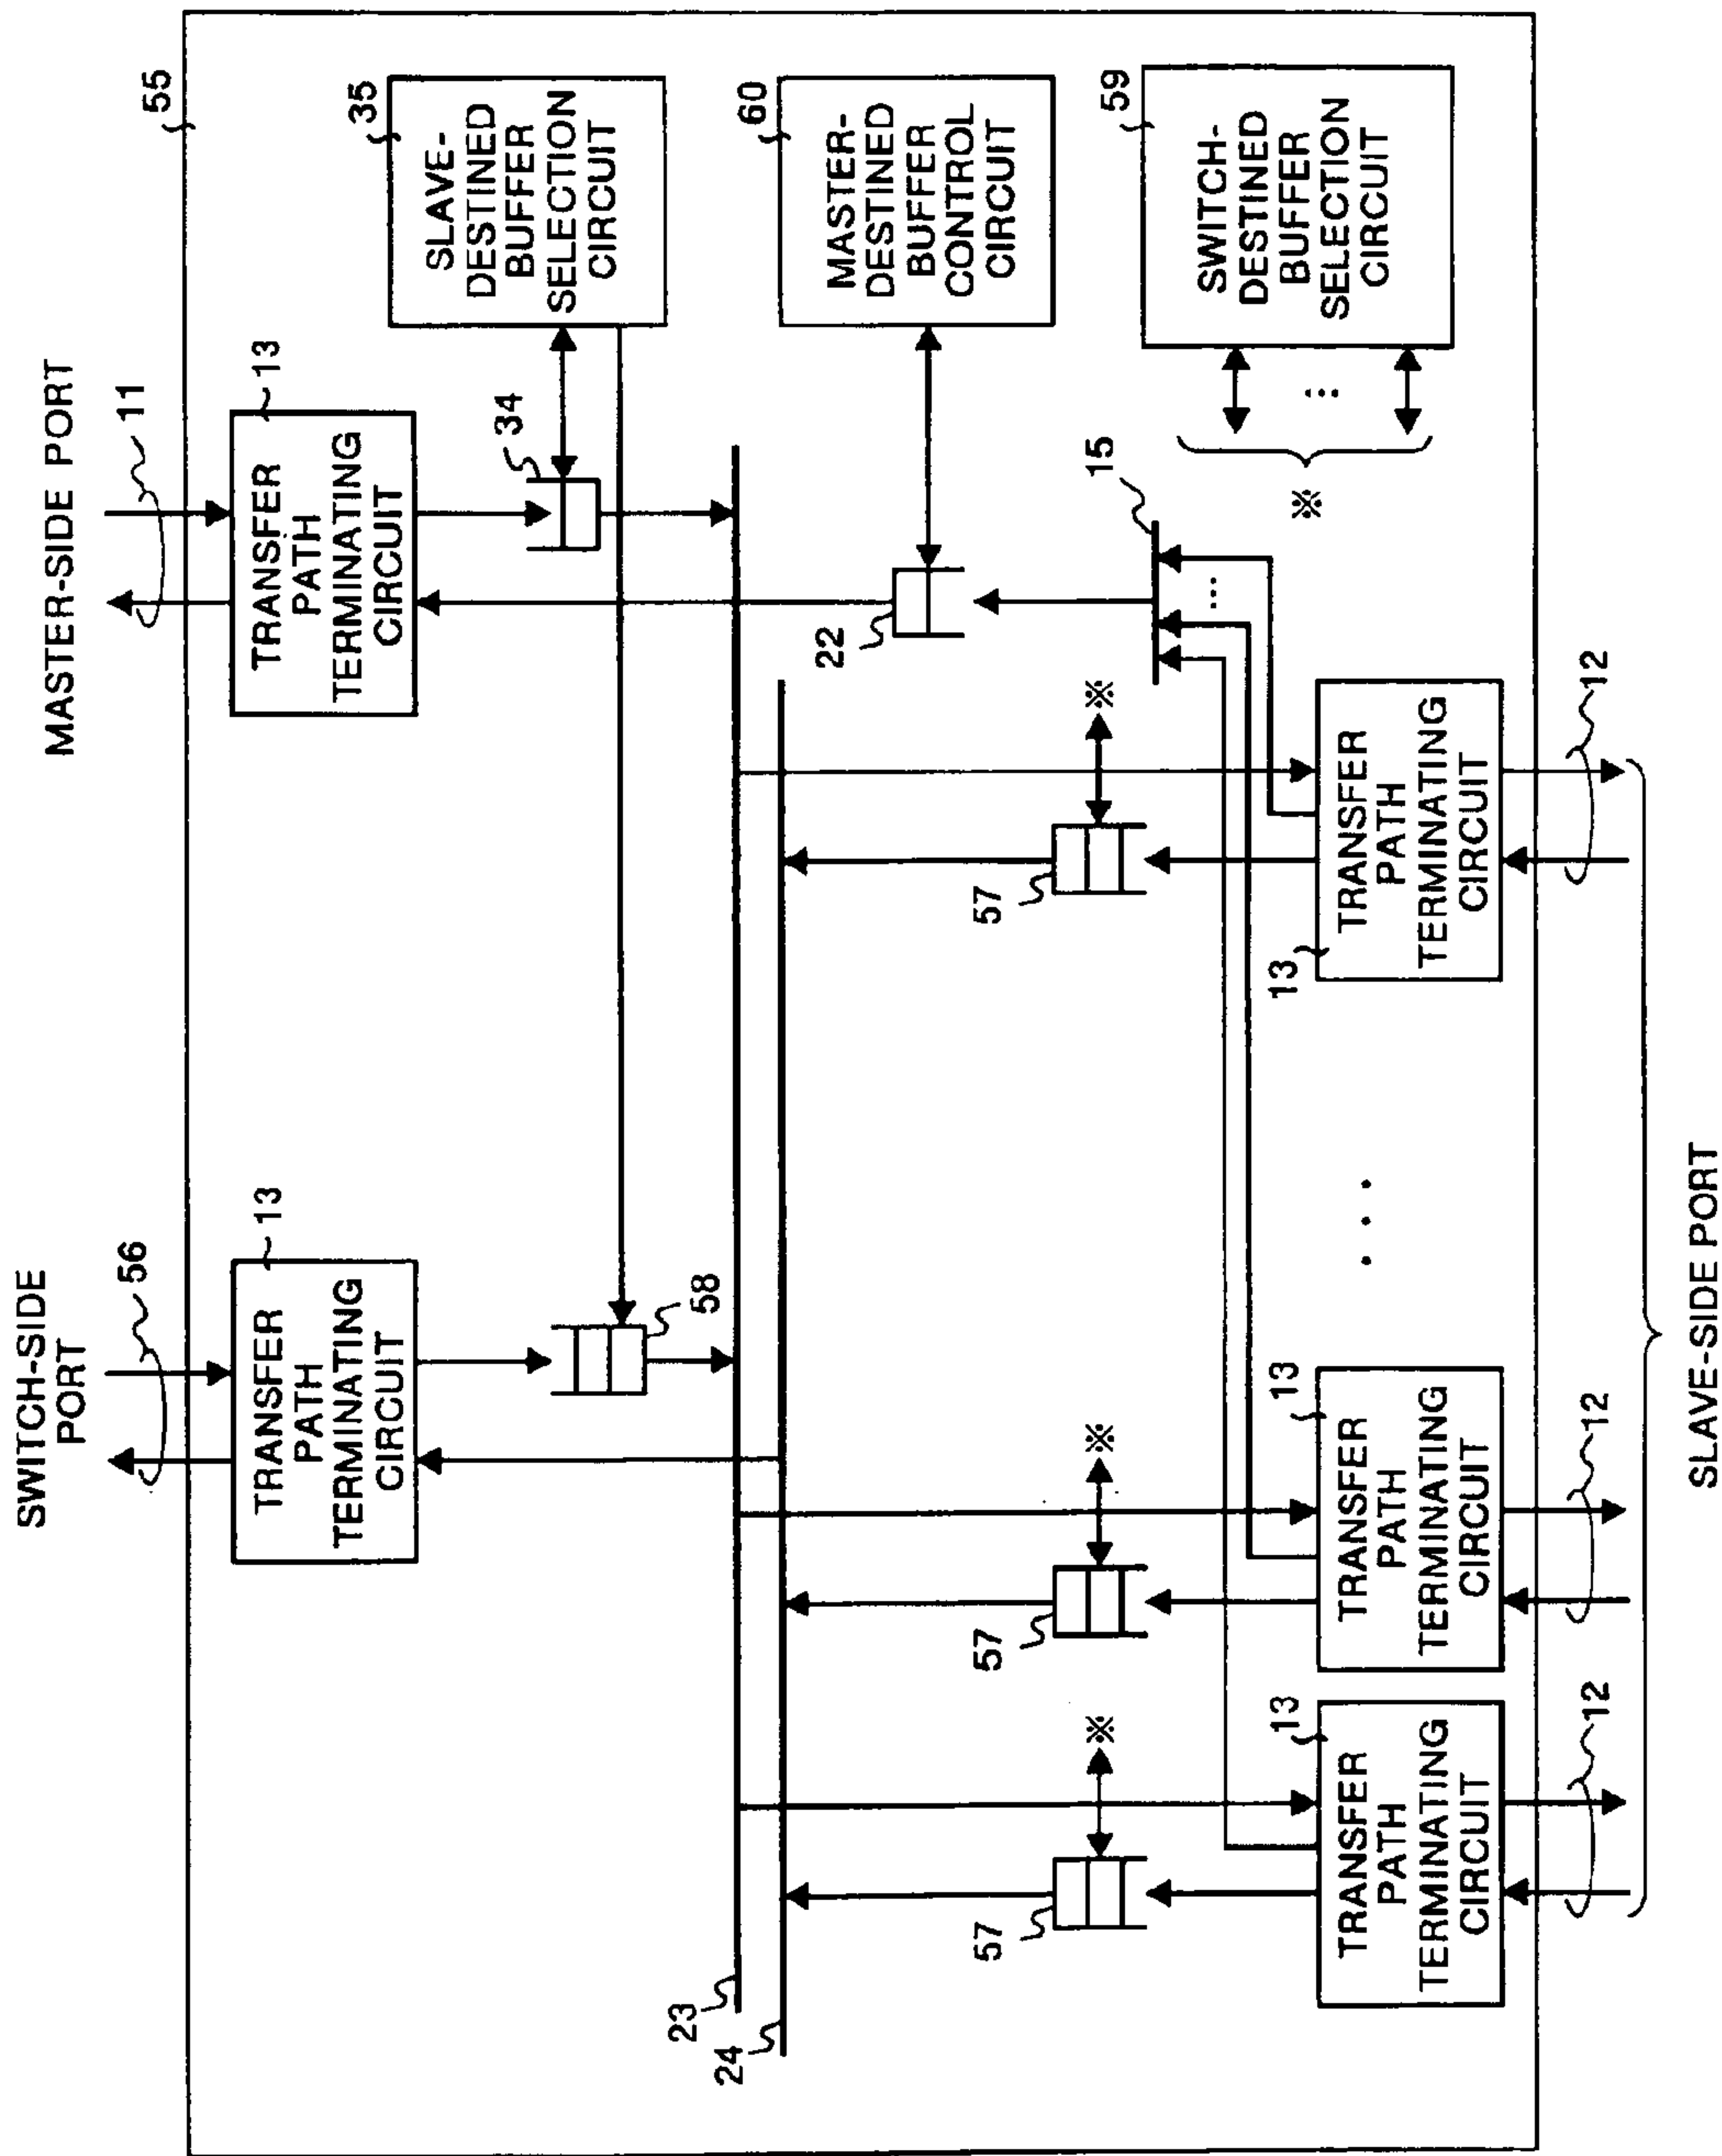 SWITCH-SIDE
PORT
MASTER-SIDE PORT
56
11
55
13
TRANSFER
PATH
TERMINATING
CIRCUIT
13
TRANSFER
PATH
TERMINATING
CIRCUIT
35
SLAVE-
DESTINED
BUFFER
SELECTION
CIRCUIT
34
58
23
24
60
MASTER-
DESTINED
BUFFER
CONTROL
CIRCUIT
22
57
※
57
※
57
※
15
...
59
SWITCH-
DESTINED
BUFFER
SELECTION
CIRCUIT
...
※
13
TRANSFER
PATH
TERMINATING
CIRCUIT
13
TRANSFER
PATH
TERMINATING
CIRCUIT
. . .
13
TRANSFER
PATH
TERMINATING
CIRCUIT
12
12
12
SLAVE-SIDE PORT